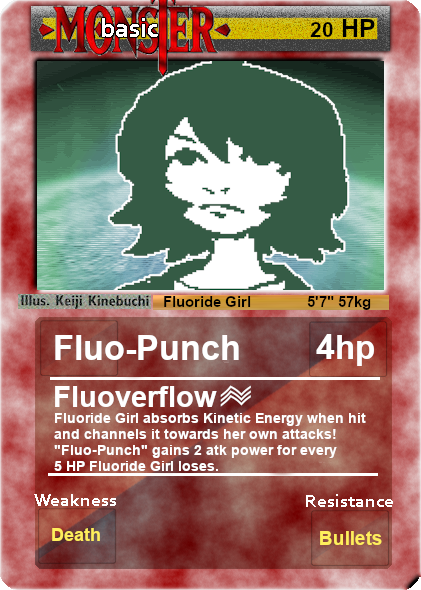 MONSTER
basic
20 HP
Illus. Keiji Kinebuchi Fluoride Girl 5'7" 57kg
Fluo-Punch 4hp
Fluoverflow
Fluoride Girl absorbs Kinetic Energy when hit
and channels it towards her own attacks!
"Fluo-Punch" gains 2 atk power for every
5 HP Fluoride Girl loses.
Weakness Resistance
Death Bullets